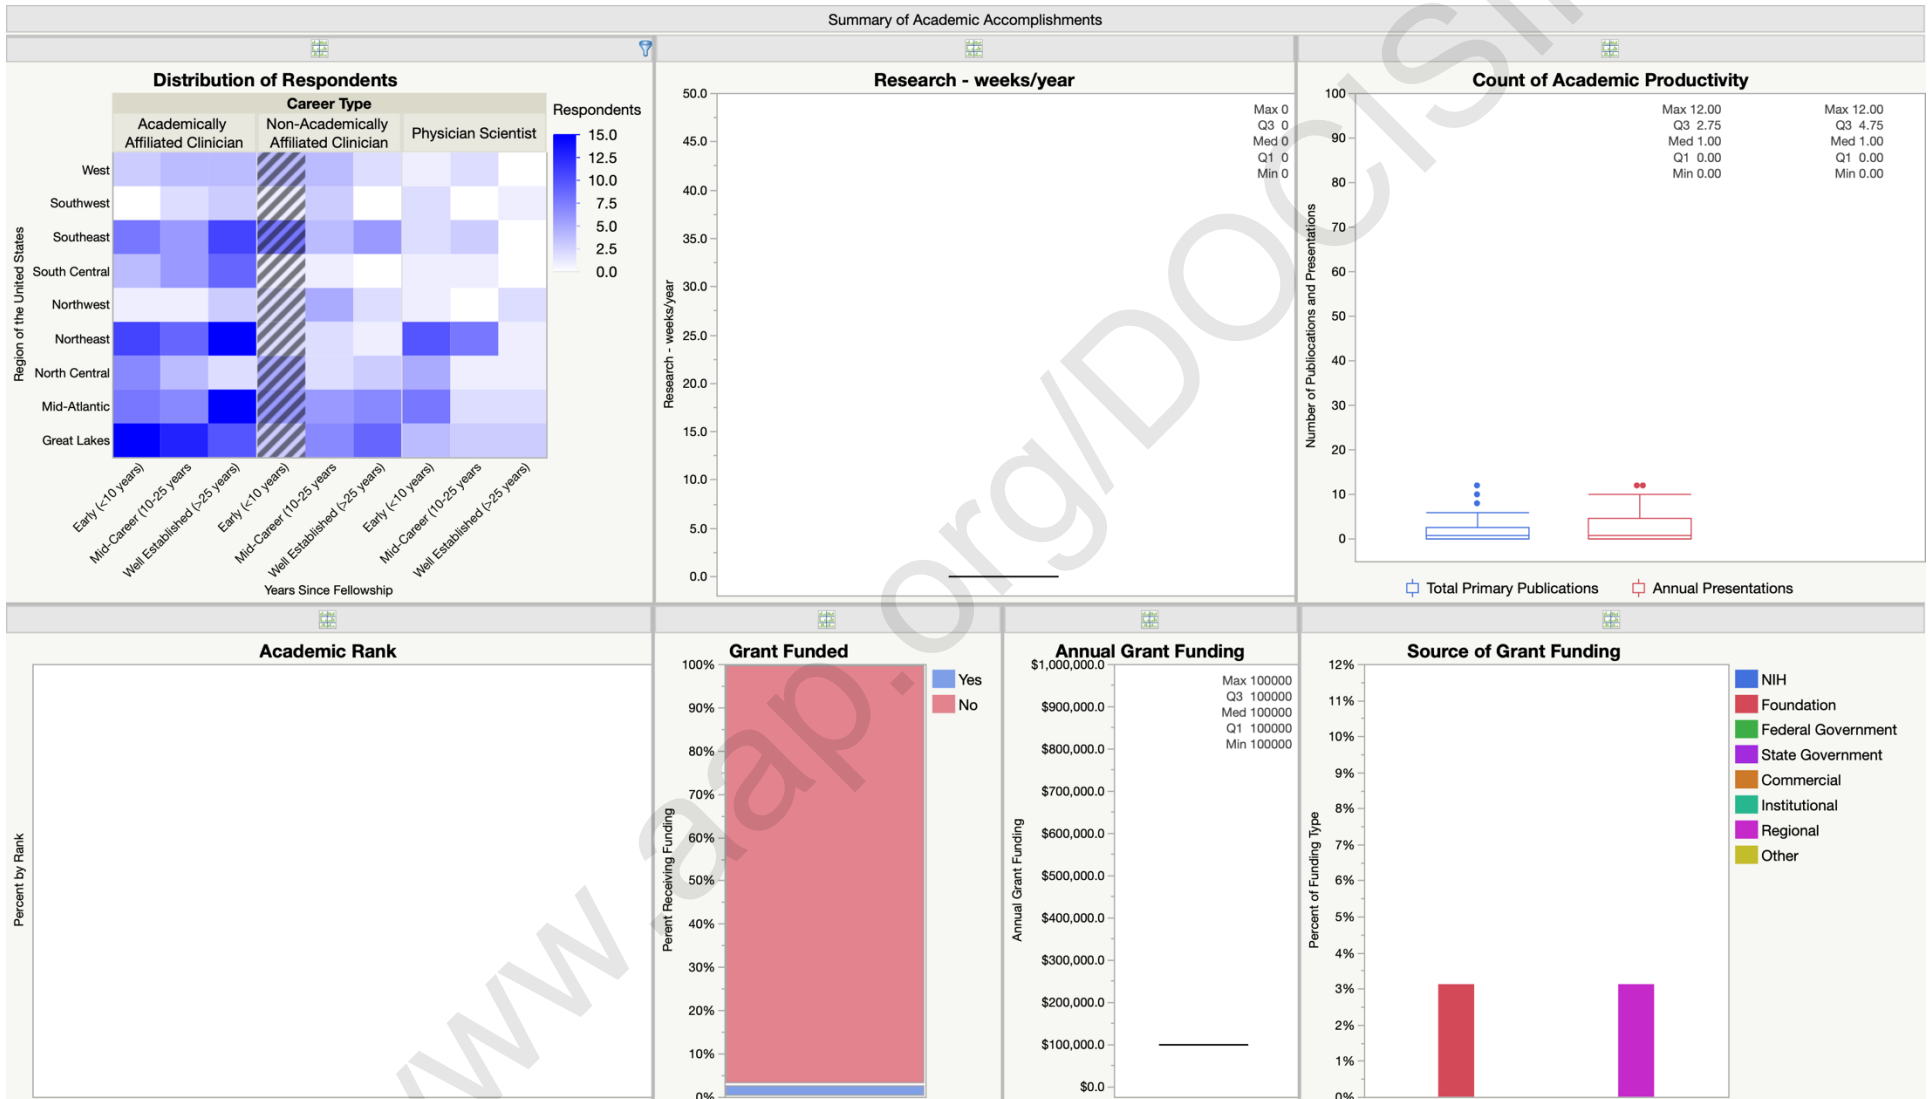 Summary of Academic Accomplishments
Distribution of Respondents
Career Type
Academically
Affiliated Clinician
Non-Academically
Affiliated Clinician
Physician Scientist
Respondents
15.0
12.5
10.0
7.5
5.0
2.5
0.0
Region of the United States
West
Southwest
Southeast
South Central
Northwest
Northeast
North Central
Mid-Atlantic
Great Lakes
Early (<10 years)
Mid-Career (10-25 years
Well Established (>25 years)
Early (<10 years)
Mid-Career (10-25 years
Well Established (>25 years)
Early (<10 years)
Mid-Career (10-25 years
Well Established (>25 years)
Years Since Fellowship
Research - weeks/year
Research - weeks/year
50.0
45.0
40.0
35.0
30.0
25.0
20.0
15.0
10.0
5.0
0.0
Max 0
Q3 0
Med 0
Q1 0
Min 0
Count of Academic Productivity
Number of Publiocations and Presentations
100
90
80
70
60
50
40
30
20
10
0
Max 12.00
Q3 2.75
Med 1.00
Q1 0.00
Min 0.00
Max 12.00
Q3 4.75
Med 1.00
Q1 0.00
Min 0.00
Total Primary Publications
Annual Presentations
Academic Rank
Percent by Rank
Grant Funded
Perent Receiving Funding
100%
90%
80%
70%
60%
50%
40%
30%
20%
10%
0%
Yes
No
Annual Grant Funding
Annual Grant Funding
$1,000,000.0
$900,000.0
$800,000.0
$700,000.0
$600,000.0
$500,000.0
$400,000.0
$300,000.0
$200,000.0
$100,000.0
$0.0
Max 100000
Q3 100000
Med 100000
Q1 100000
Min 100000
Source of Grant Funding
Percent of Funding Type
12%
11%
10%
9%
8%
7%
6%
5%
4%
3%
2%
1%
0%
NIH
Foundation
Federal Government
State Government
Commercial
Institutional
Regional
Other